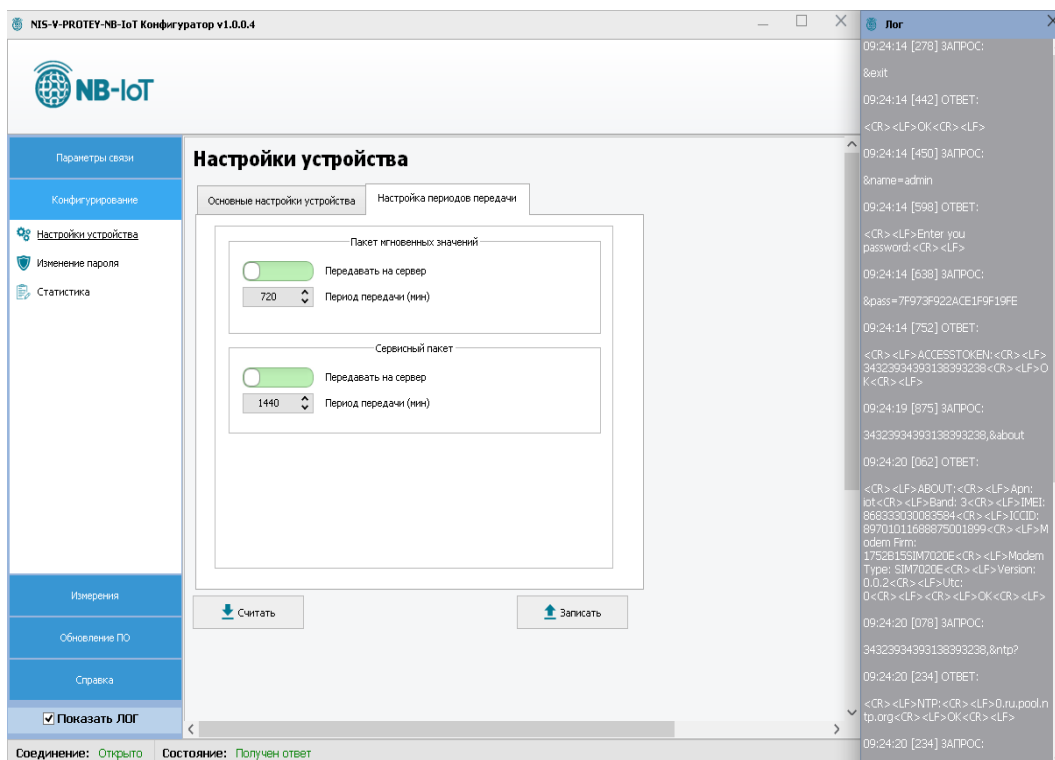 NIS-V-PROTEY-NB-IoT Конфигуратор v1.0.0.4
NB-IoT
Параметры связи
Конфигурирование
Настройки устройства
Изменение пароля
Статистика
Измерения
Обновление ПО
Справка
Показать ЛОГ
Настройки устройства
Основные настройки устройства
Настройка периодов передачи
Пакет мгновенных значений
Передавать на сервер
720
Период передачи (мин)
Сервисный пакет
Передавать на сервер
1440
Период передачи (мин)
Считать
Записать
Соединение: Открыто
Состояние: Получен ответ
Лог
09:24:14 [278] ЗАПРОС:
&exit
09:24:14 [442] ОТВЕТ:
<CR><LF>OK<CR><LF>
09:24:14 [450] ЗАПРОС:
&name=admin
09:24:14 [598] ОТВЕТ:
<CR><LF>Enter you
password:<CR><LF>
09:24:14 [638] ЗАПРОС:
&pass=7F973F922ACE1F9F19FE
09:24:14 [752] ОТВЕТ:
<CR><LF>ACCESSTOKEN:<CR><LF>
34323934393138393238<CR><LF>O
K<CR><LF>
09:24:19 [875] ЗАПРОС:
34323934393138393238,&about
09:24:20 [062] ОТВЕТ:
<CR><LF>ABOUT:<CR><LF>Apn:
iot<CR><LF>Band: 3<CR><LF>IMEI:
868333030083584<CR><LF>ICCID:
89701011688875001899<CR><LF>M
odem Firm:
1752B15SIM7020E<CR><LF>Modem
Type: SIM7020E<CR><LF>Version:
0.0.2<CR><LF>Utc:
0<CR><LF><CR><LF>OK<CR><LF>
09:24:20 [078] ЗАПРОС:
34323934393138393238,&ntp?
09:24:20 [234] ОТВЕТ:
<CR><LF>NTP:<CR><LF>0.ru.pool.n
tp.org<CR><LF>OK<CR><LF>
09:24:20 [234] ЗАПРОС: